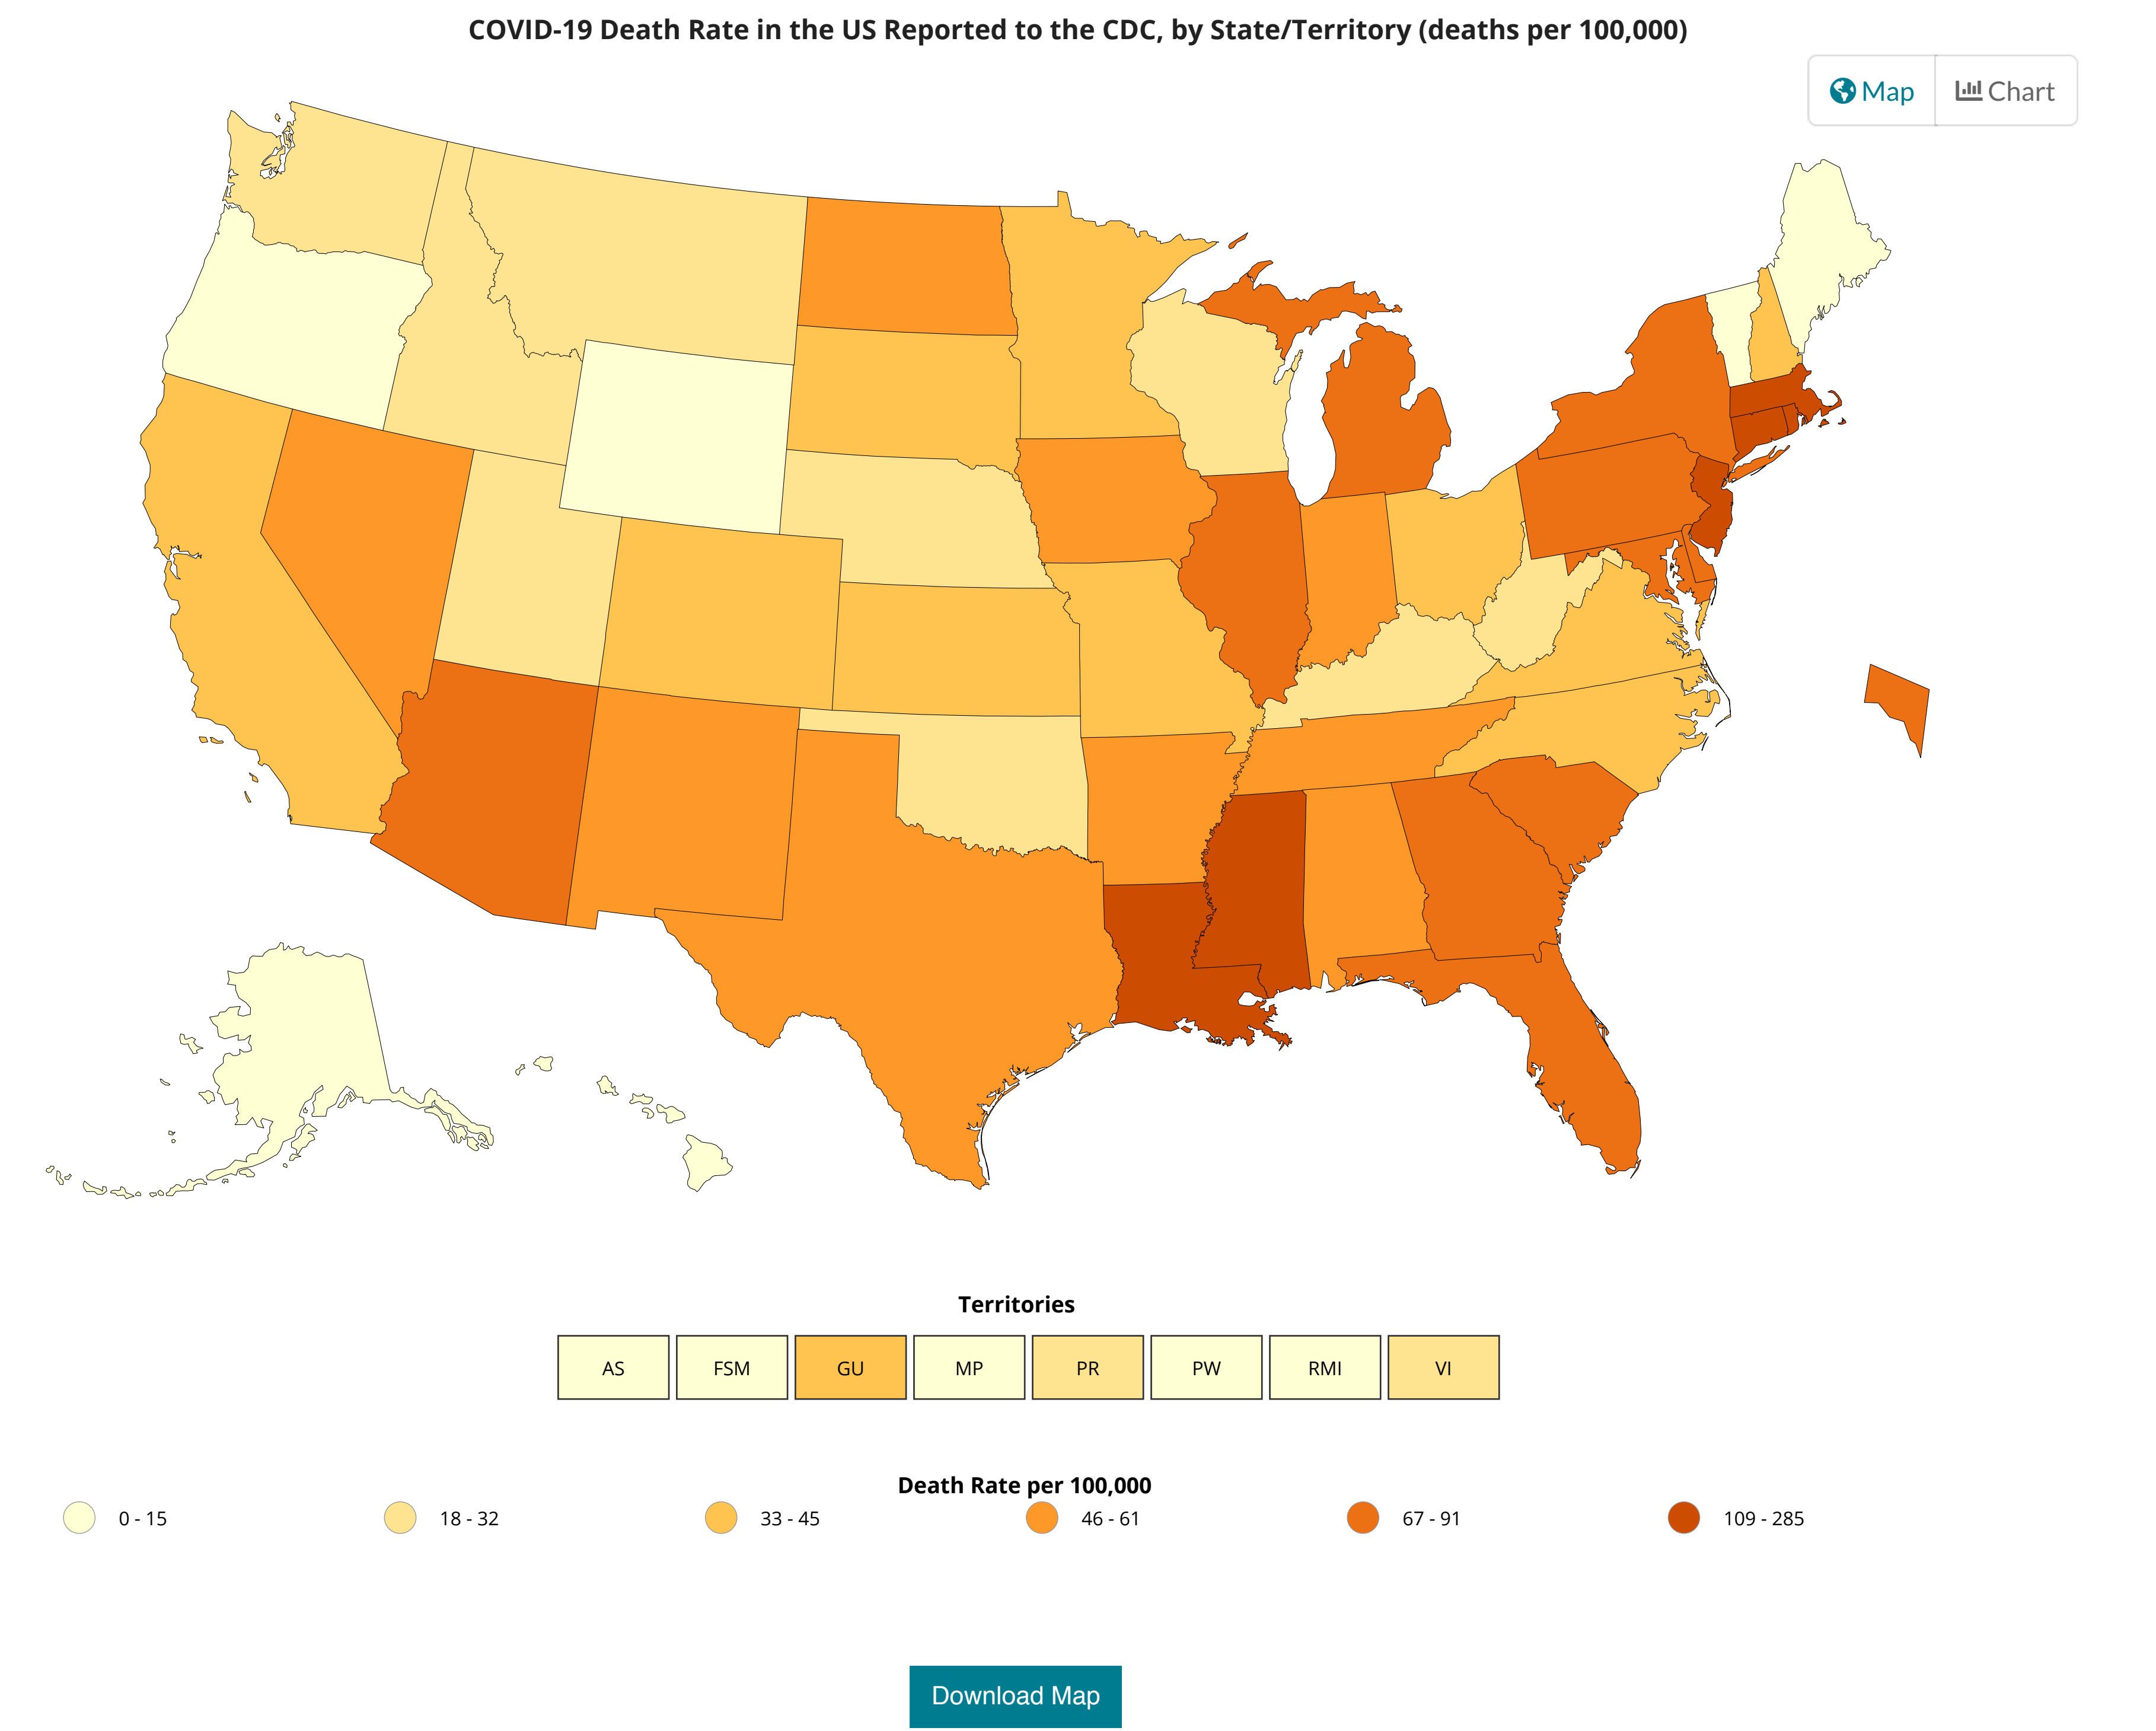 COVID-19 Death Rate in the US Reported to the CDC, by State/Territory (deaths per 100,000)
Map Chart
Territories
AS FSM GU MP PR PW RMI VI
Death Rate per 100,000
0 - 15 18 - 32 33 - 45 46 - 61 67 - 91 109 - 285
Download Map